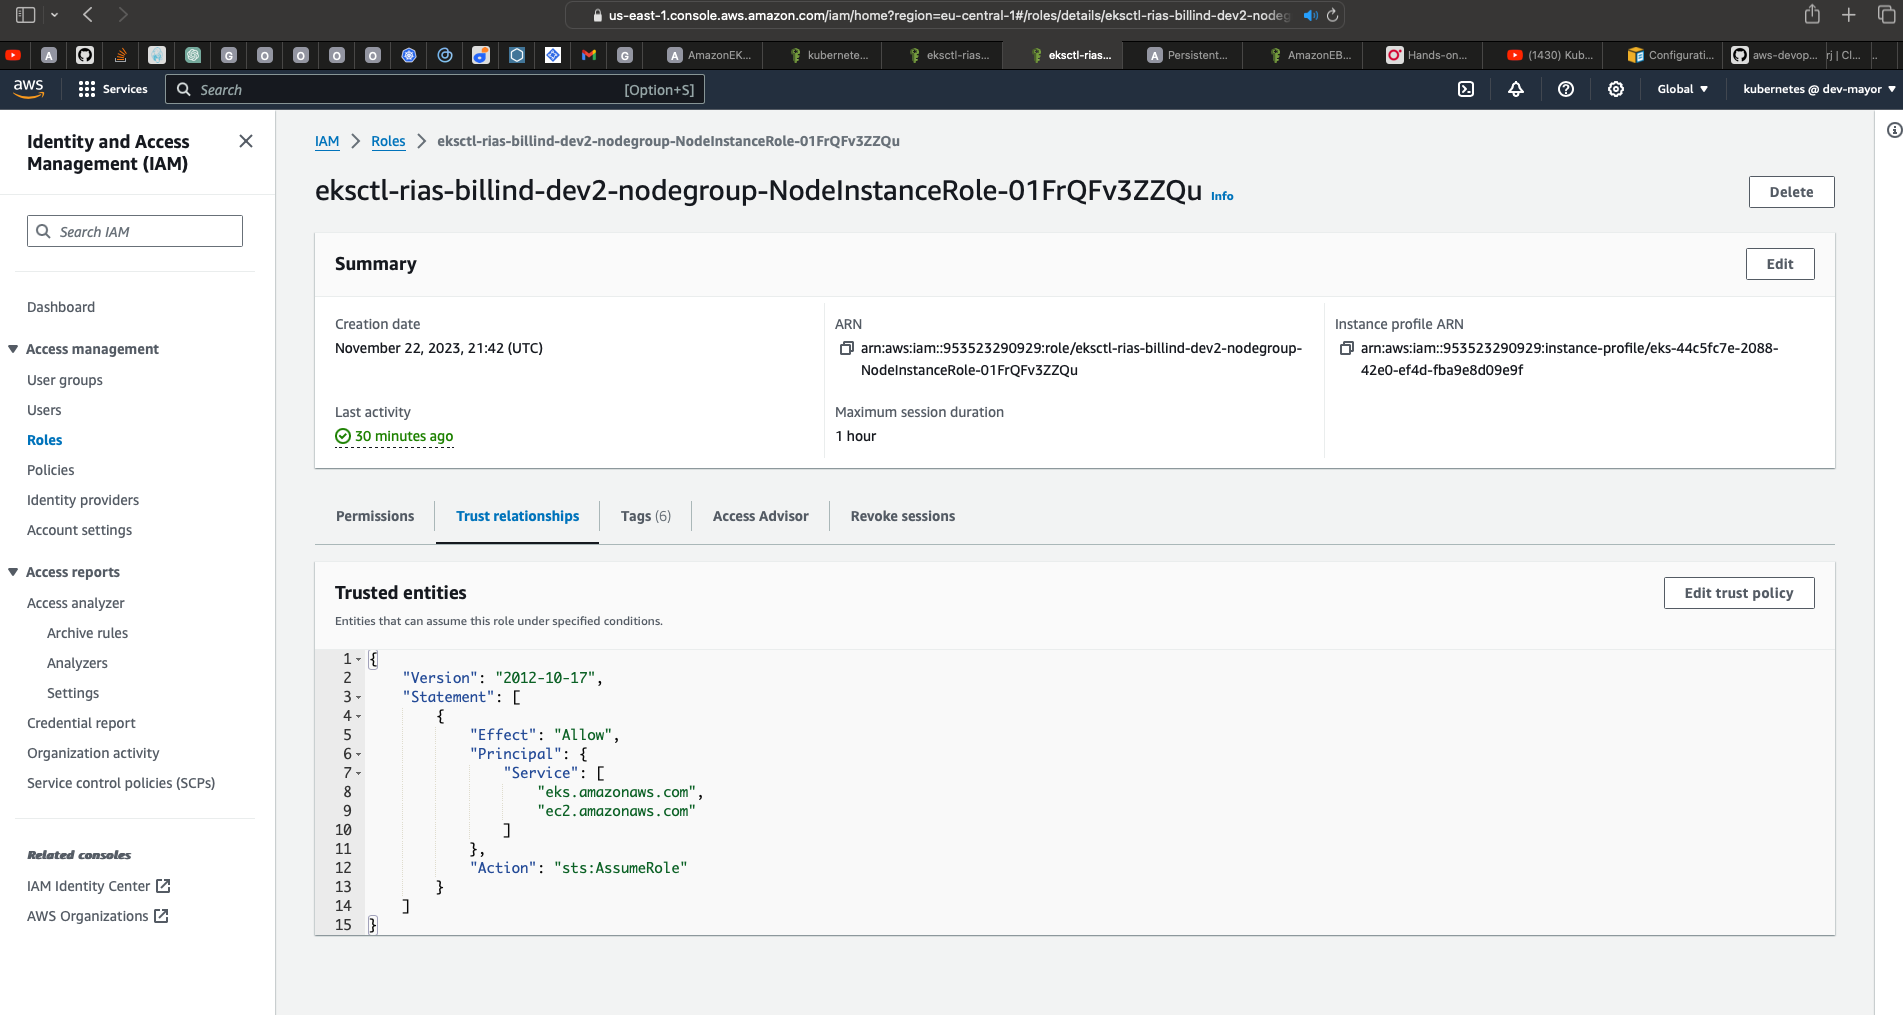 us-east-1.console.aws.amazon.com/iam/home?region=eu-central-1#/roles/details/eksctl-rias-billind-dev2-nodeg
AmazonEK...
kubernete...
eksctl-rias...
eksctl-rias...
Persistent...
AmazonEB...
Hands-on...
(1430) Kub...
Configurati...
aws-devop...
rj | Cl...
aws
Services
Search
[Option+S]
Global
kubernetes @ dev-mayor
Identity and Access
Management (IAM)
Search IAM
Dashboard
Access management
User groups
Users
Roles
Policies
Identity providers
Account settings
Access reports
Access analyzer
Archive rules
Analyzers
Settings
Credential report
Organization activity
Service control policies (SCPs)
Related consoles
IAM Identity Center
AWS Organizations
IAM > Roles > eksctl-rias-billind-dev2-nodegroup-NodeInstanceRole-01FrQFv3ZZQu
eksctl-rias-billind-dev2-nodegroup-NodeInstanceRole-01FrQFv3ZZQu Info
Delete
Summary
Edit
Creation date
November 22, 2023, 21:42 (UTC)
Last activity
30 minutes ago
ARN
arn:aws:iam::953523290929:role/eksctl-rias-billind-dev2-nodegroup-
NodeInstanceRole-01FrQFv3ZZQu
Maximum session duration
1 hour
Instance profile ARN
arn:aws:iam::953523290929:instance-profile/eks-44c5fc7e-2088-
42e0-ef4d-fba9e8d09e9f
Permissions
Trust relationships
Tags (6)
Access Advisor
Revoke sessions
Trusted entities
Entities that can assume this role under specified conditions.
Edit trust policy
1 {
2 "Version": "2012-10-17",
3 "Statement": [
4 {
5 "Effect": "Allow",
6 "Principal": {
7 "Service": [
8 "eks.amazonaws.com",
9 "ec2.amazonaws.com"
10 ]
11 },
12 "Action": "sts:AssumeRole"
13 }
14 ]
15 }